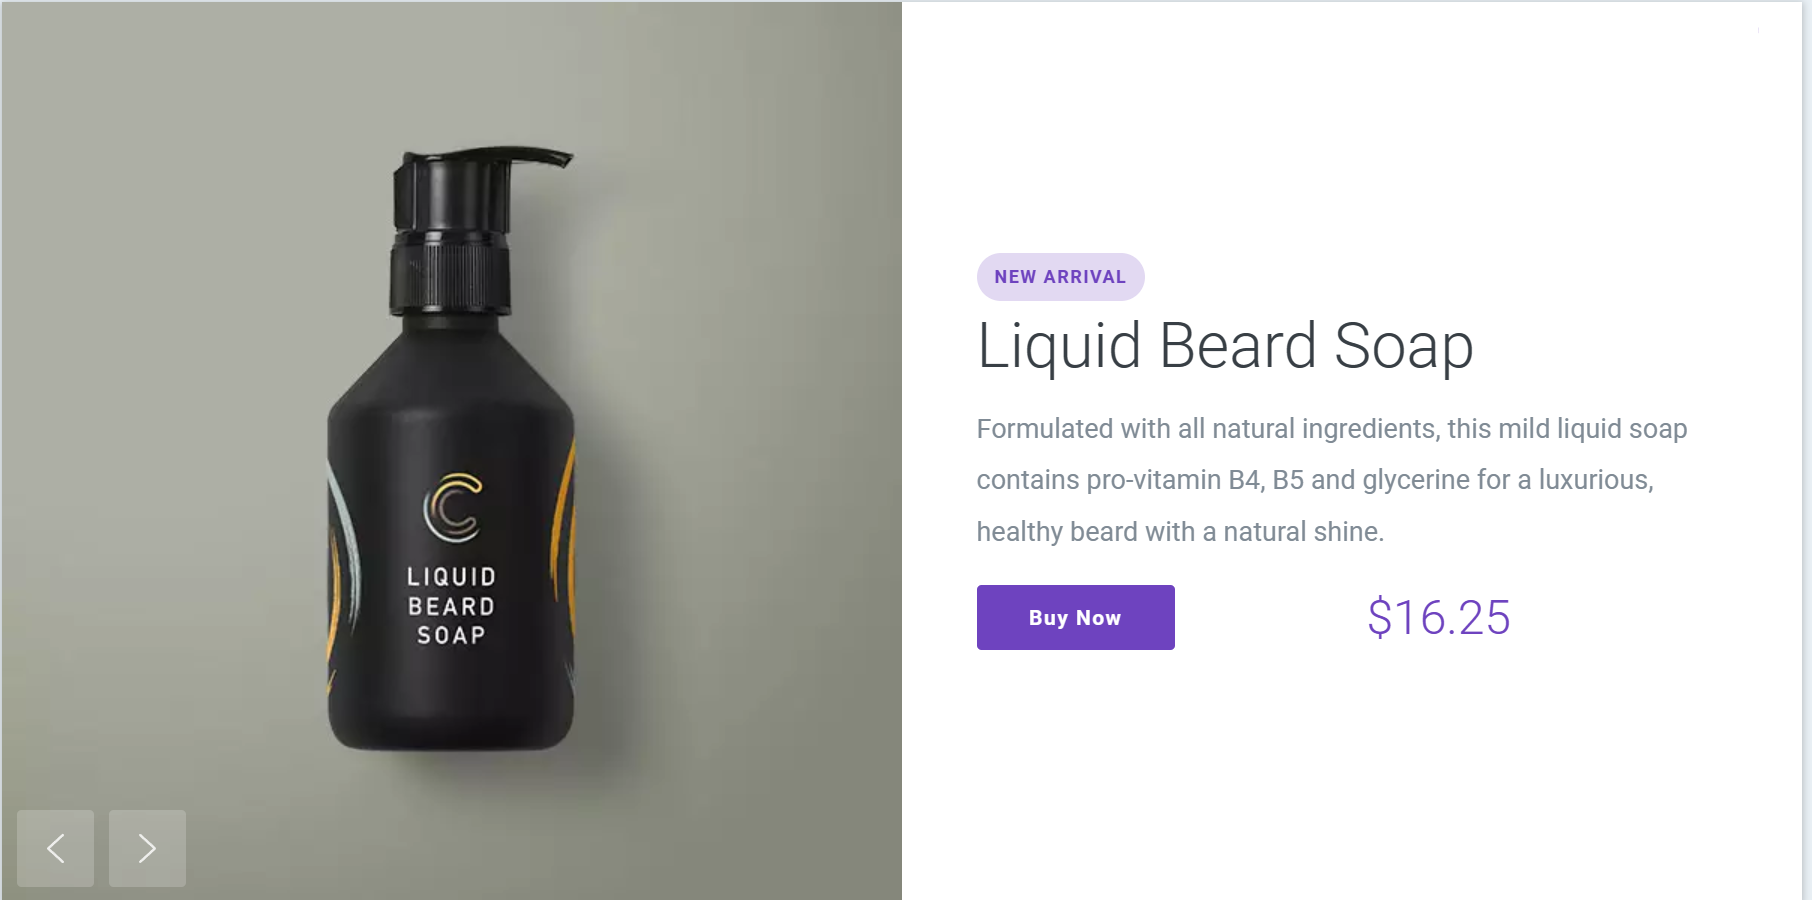 LIQUID
BEARD
SOAP
NEW ARRIVAL
Liquid Beard Soap
Formulated with all natural ingredients, this mild liquid soap
contains pro-vitamin B4, B5 and glycerine for a luxurious,
healthy beard with a natural shine.
Buy Now
$16.25